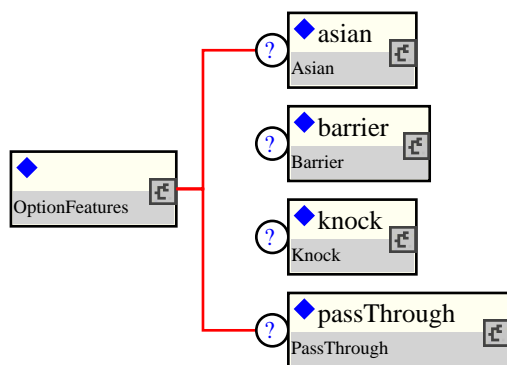 ? asian
Asian
? barrier
Barrier
OptionFeatures
? knock
Knock
? passThrough
PassThrough